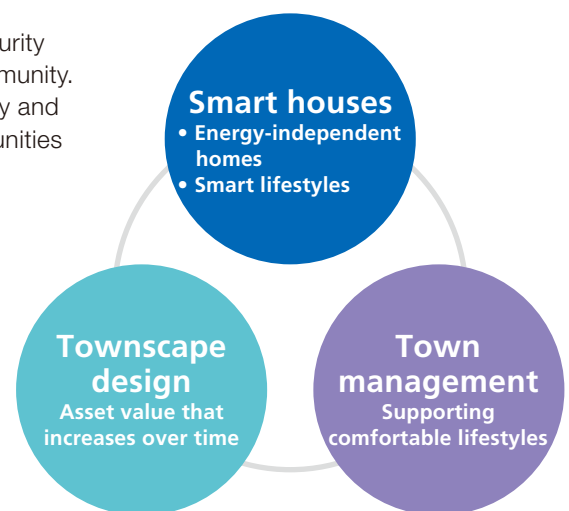 urity
munity.
y and
unities
Smart houses
• Energy-independent
homes
• Smart lifestyles
Townscape
design
Asset value that
increases over time
Town
management
Supporting
comfortable lifestyles